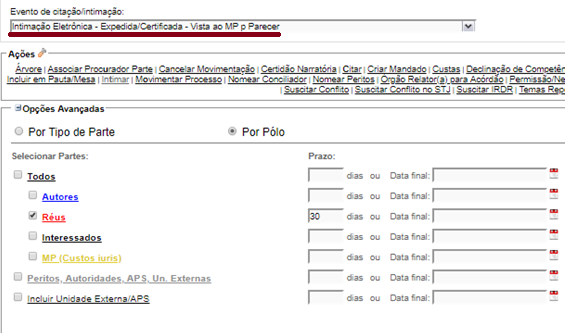 Evento de citação/intimação:
Intimação Eletrônica - Expedida/Certificada - Vista ao MP p Parecer
Ações
Árvore | Associar Procurador Parte | Cancelar Movimentação | Certidão Narratória | Citar | Criar Mandado | Custas | Declinação de Competên
Incluir em Pauta/Mesa | Intimar | Movimentar Processo | Nomear Conciliador | Nomear Peritos | Órgão Relator(a) para Acórdão | Permissão/Ne
Suscitar Conflito | Suscitar Conflito no STJ | Suscitar IRDR | Temas Repe
Opções Avançadas
Por Tipo de Parte Por Pólo
Selecionar Partes: Prazo:
Todos dias ou Data final:
Autores dias ou Data final:
Réus 30 dias ou Data final:
Interessados dias ou Data final:
MP (Custos iuris) dias ou Data final:
Peritos, Autoridades, APS, Un. Externas dias ou Data final:
Incluir Unidade Externa/APS dias ou Data final: